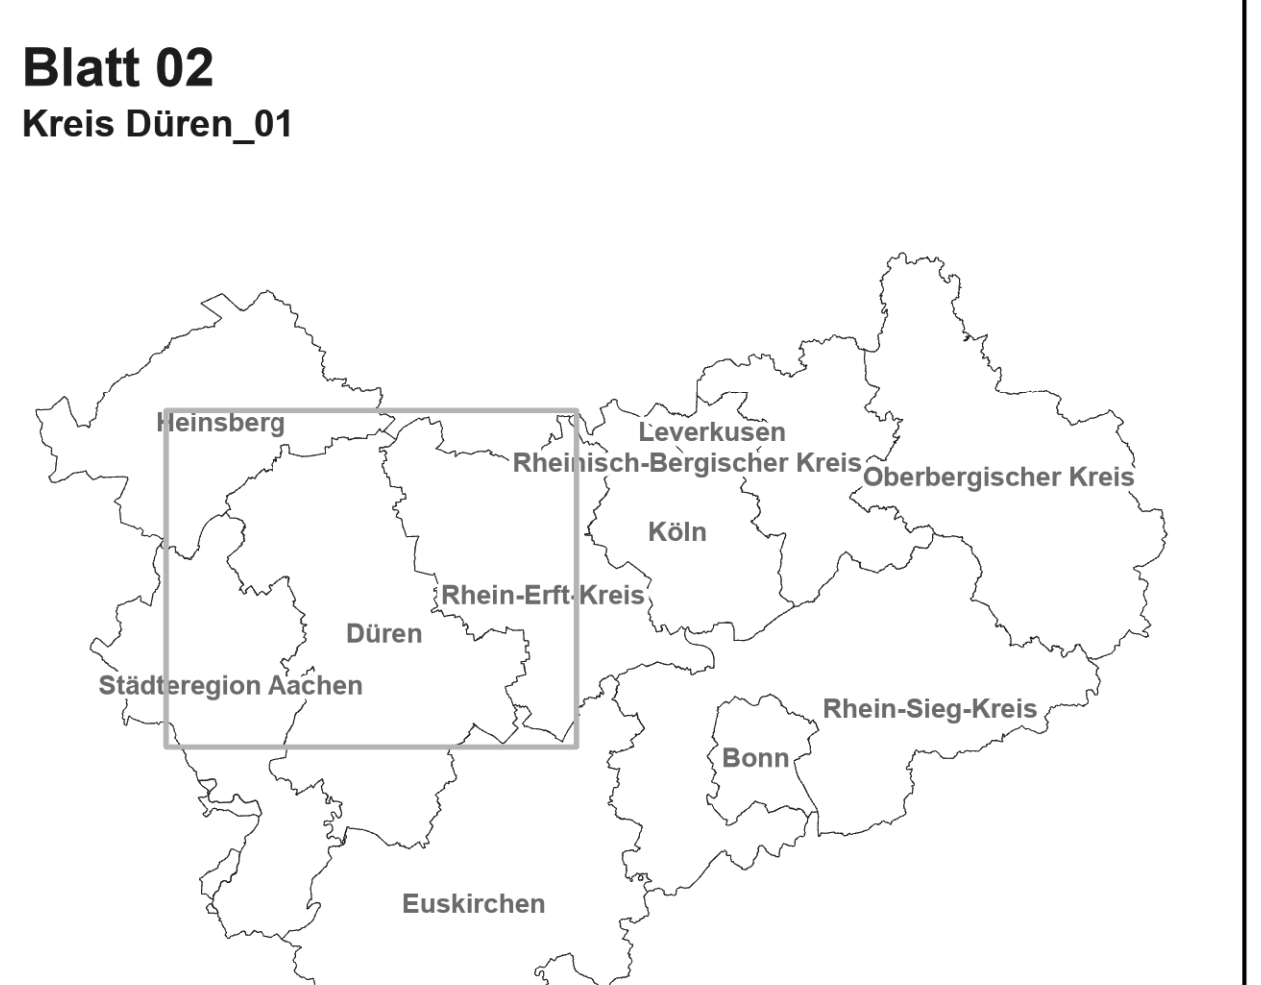 Blatt 02
Kreis Düren_01
Heinsberg
Leverkusen
Rheinisch-Bergischer Kreis
Oberbergischer Kreis
Köln
Rhein-Erft-Kreis
Düren
Städteregion Aachen
Rhein-Sieg-Kreis
Bonn
Euskirchen